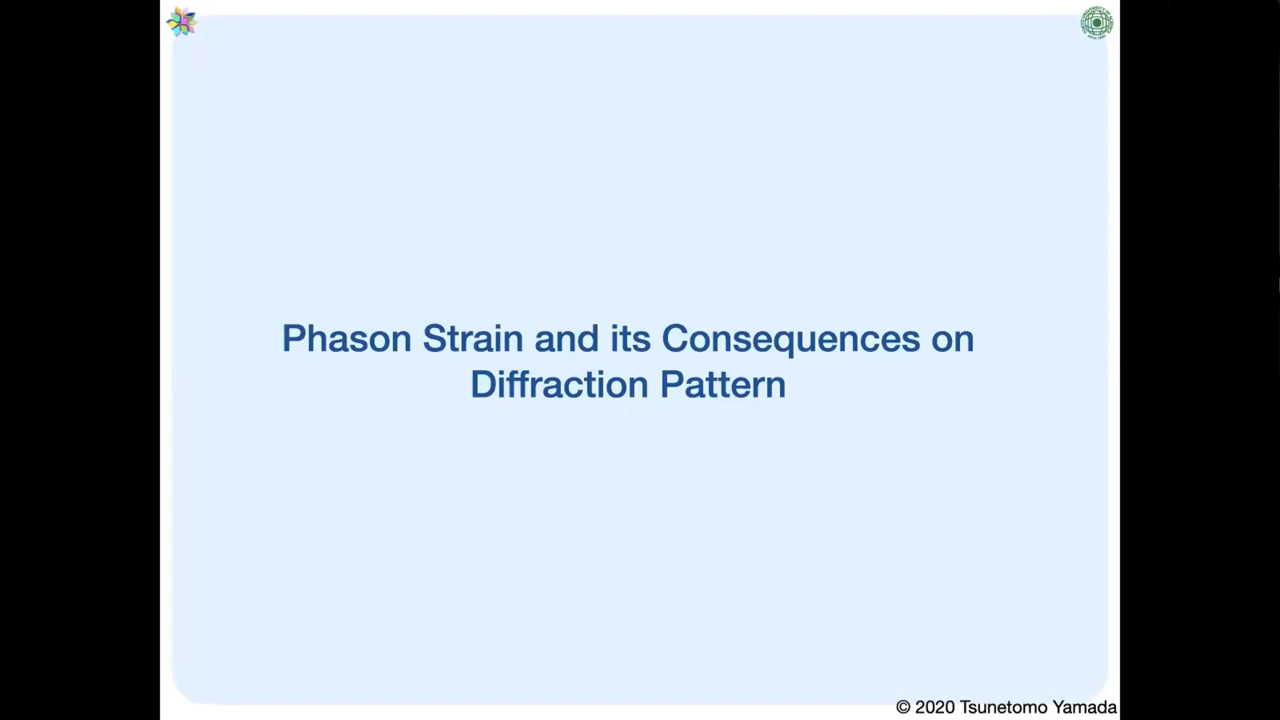 Phason Strain and its Consequences on
Diffraction Pattern
© 2020 Tsunetomo Yamada